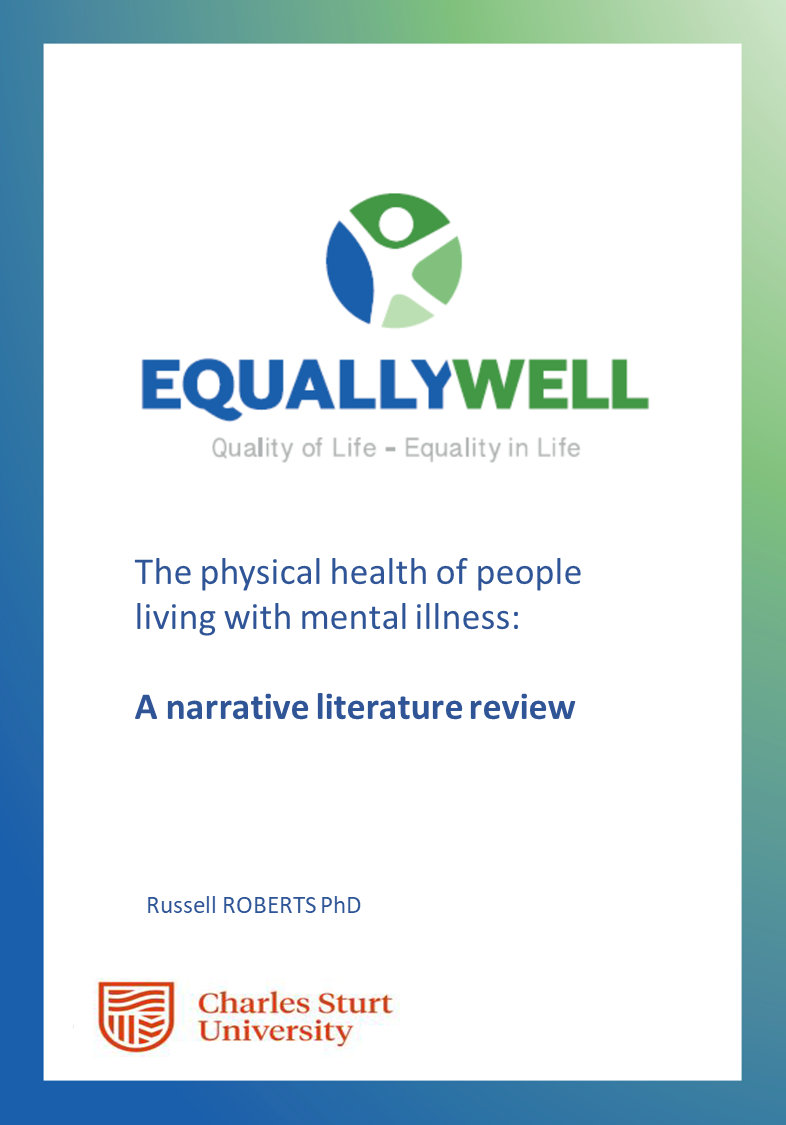 EQUALLYWELL
Quality of Life - Equality in Life
The physical health of people
living with mental illness:
A narrative literature review
Russell ROBERTS PhD
Charles Sturt
University